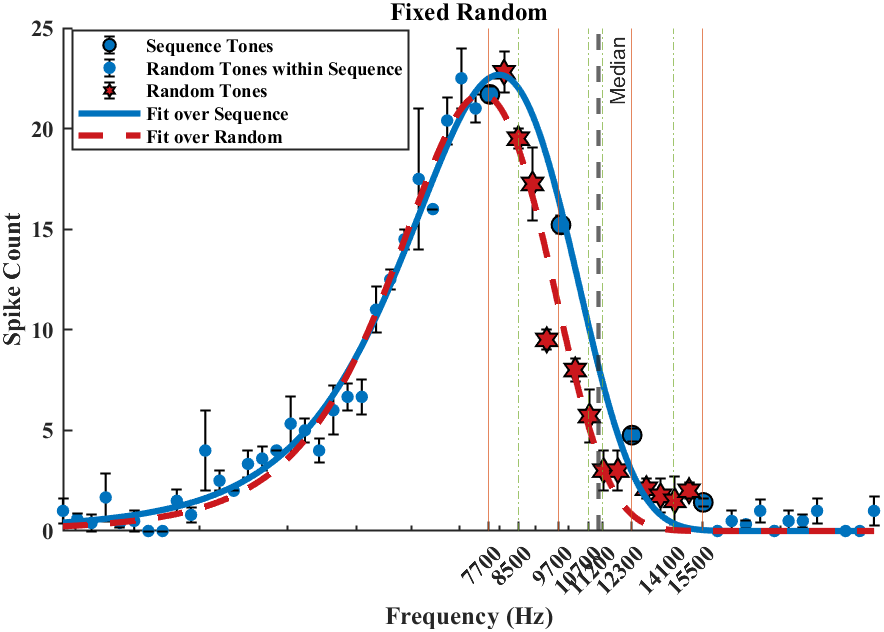 Fixed Random
25
20
15
10
5
0
Spike Count
Sequence Tones
Random Tones within Sequence
Random Tones
Fit over Sequence
Fit over Random
Median
7700
8500
9700
10700
11200
12300
14100
15500
Frequency (Hz)